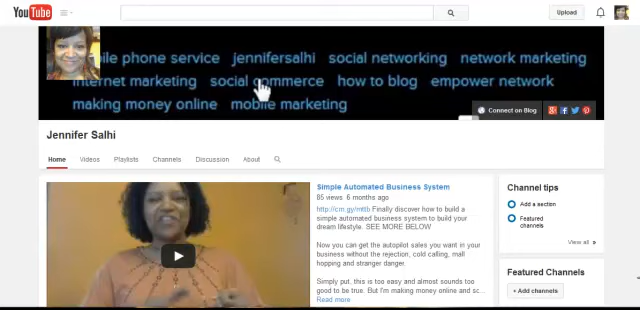 YouTube
Upload
bile phone service jennifersalhi social networking network marketing
internet marketing social commerce how to blog empower network
making money online mobile marketing
Connect on Blog
Jennifer Salhi
Home Videos Playlists Channels Discussion About
Simple Automated Business System
85 views 6 months ago
Finally discover how to build a
simple automated business system to build your
dream lifestyle. SEE MORE BELOW
Now you can get the autopilot sales you want in your
business without the rejection, cold calling, mall
hopping and stranger danger.
Simply put, this is too easy and almost sounds too
good to be true. But I'm making money online and sc...
Read more
Channel tips
Add a section
Featured
channels
View all »
Featured Channels
+ Add channels